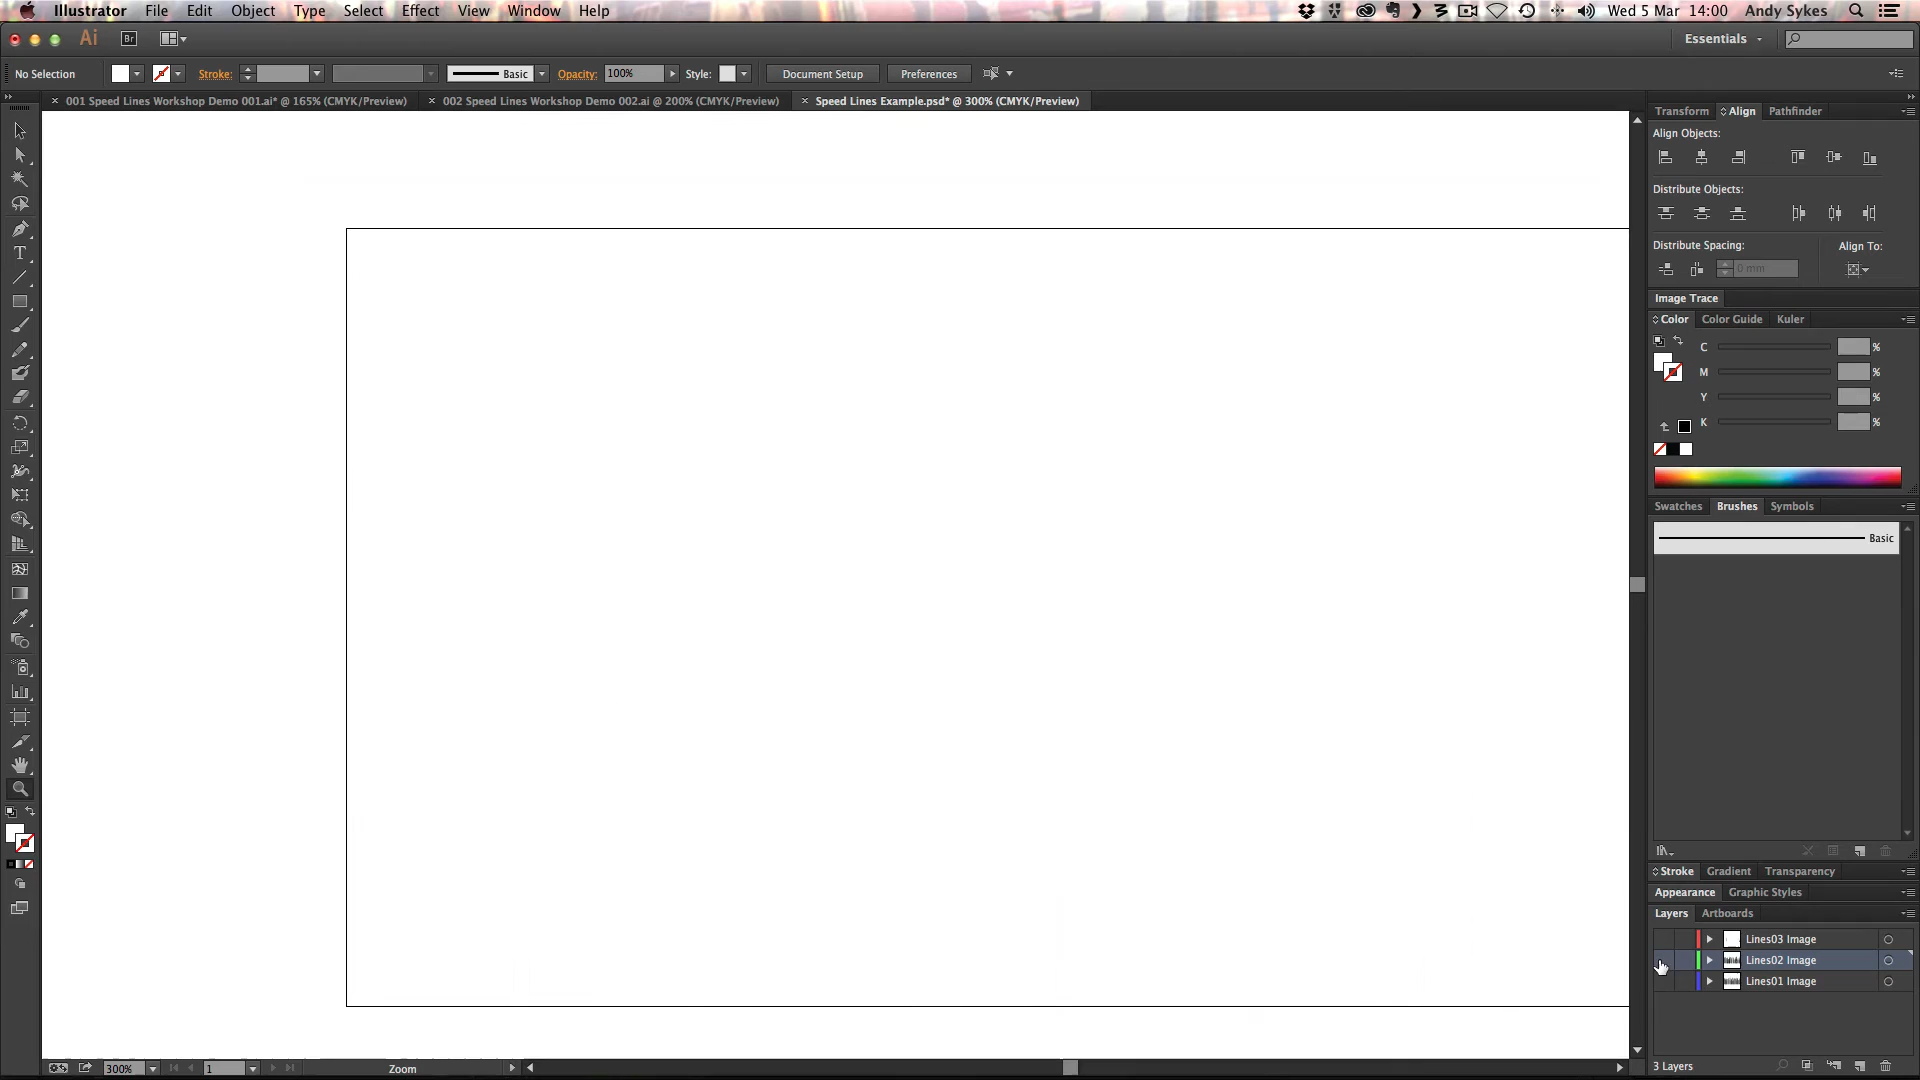 Illustrator File Edit Object Type Select Effect View Window Help Wed 5 Mar 14:00 Andy Sykes
Ai Br Essentials
No Selection Stroke: Basic Opacity: 100% Style: Document Setup Preferences
001 Speed Lines Workshop Demo 001.ai* @ 165% (CMYK/Preview) 002 Speed Lines Workshop Demo 002.ai @ 200% (CMYK/Preview) Speed Lines Example.psd* @ 300% (CMYK/Preview)
Transform Align Pathfinder
Align Objects:
Distribute Objects:
Distribute Spacing: Align To:
0 mm
Image Trace
Color Color Guide Kuler
C %
M %
Y %
K %
Swatches Brushes Symbols
Basic
Stroke Gradient Transparency
Appearance Graphic Styles
Layers Artboards
Lines03 Image
Lines02 Image
Lines01 Image
3 Layers
300% 1 Zoom